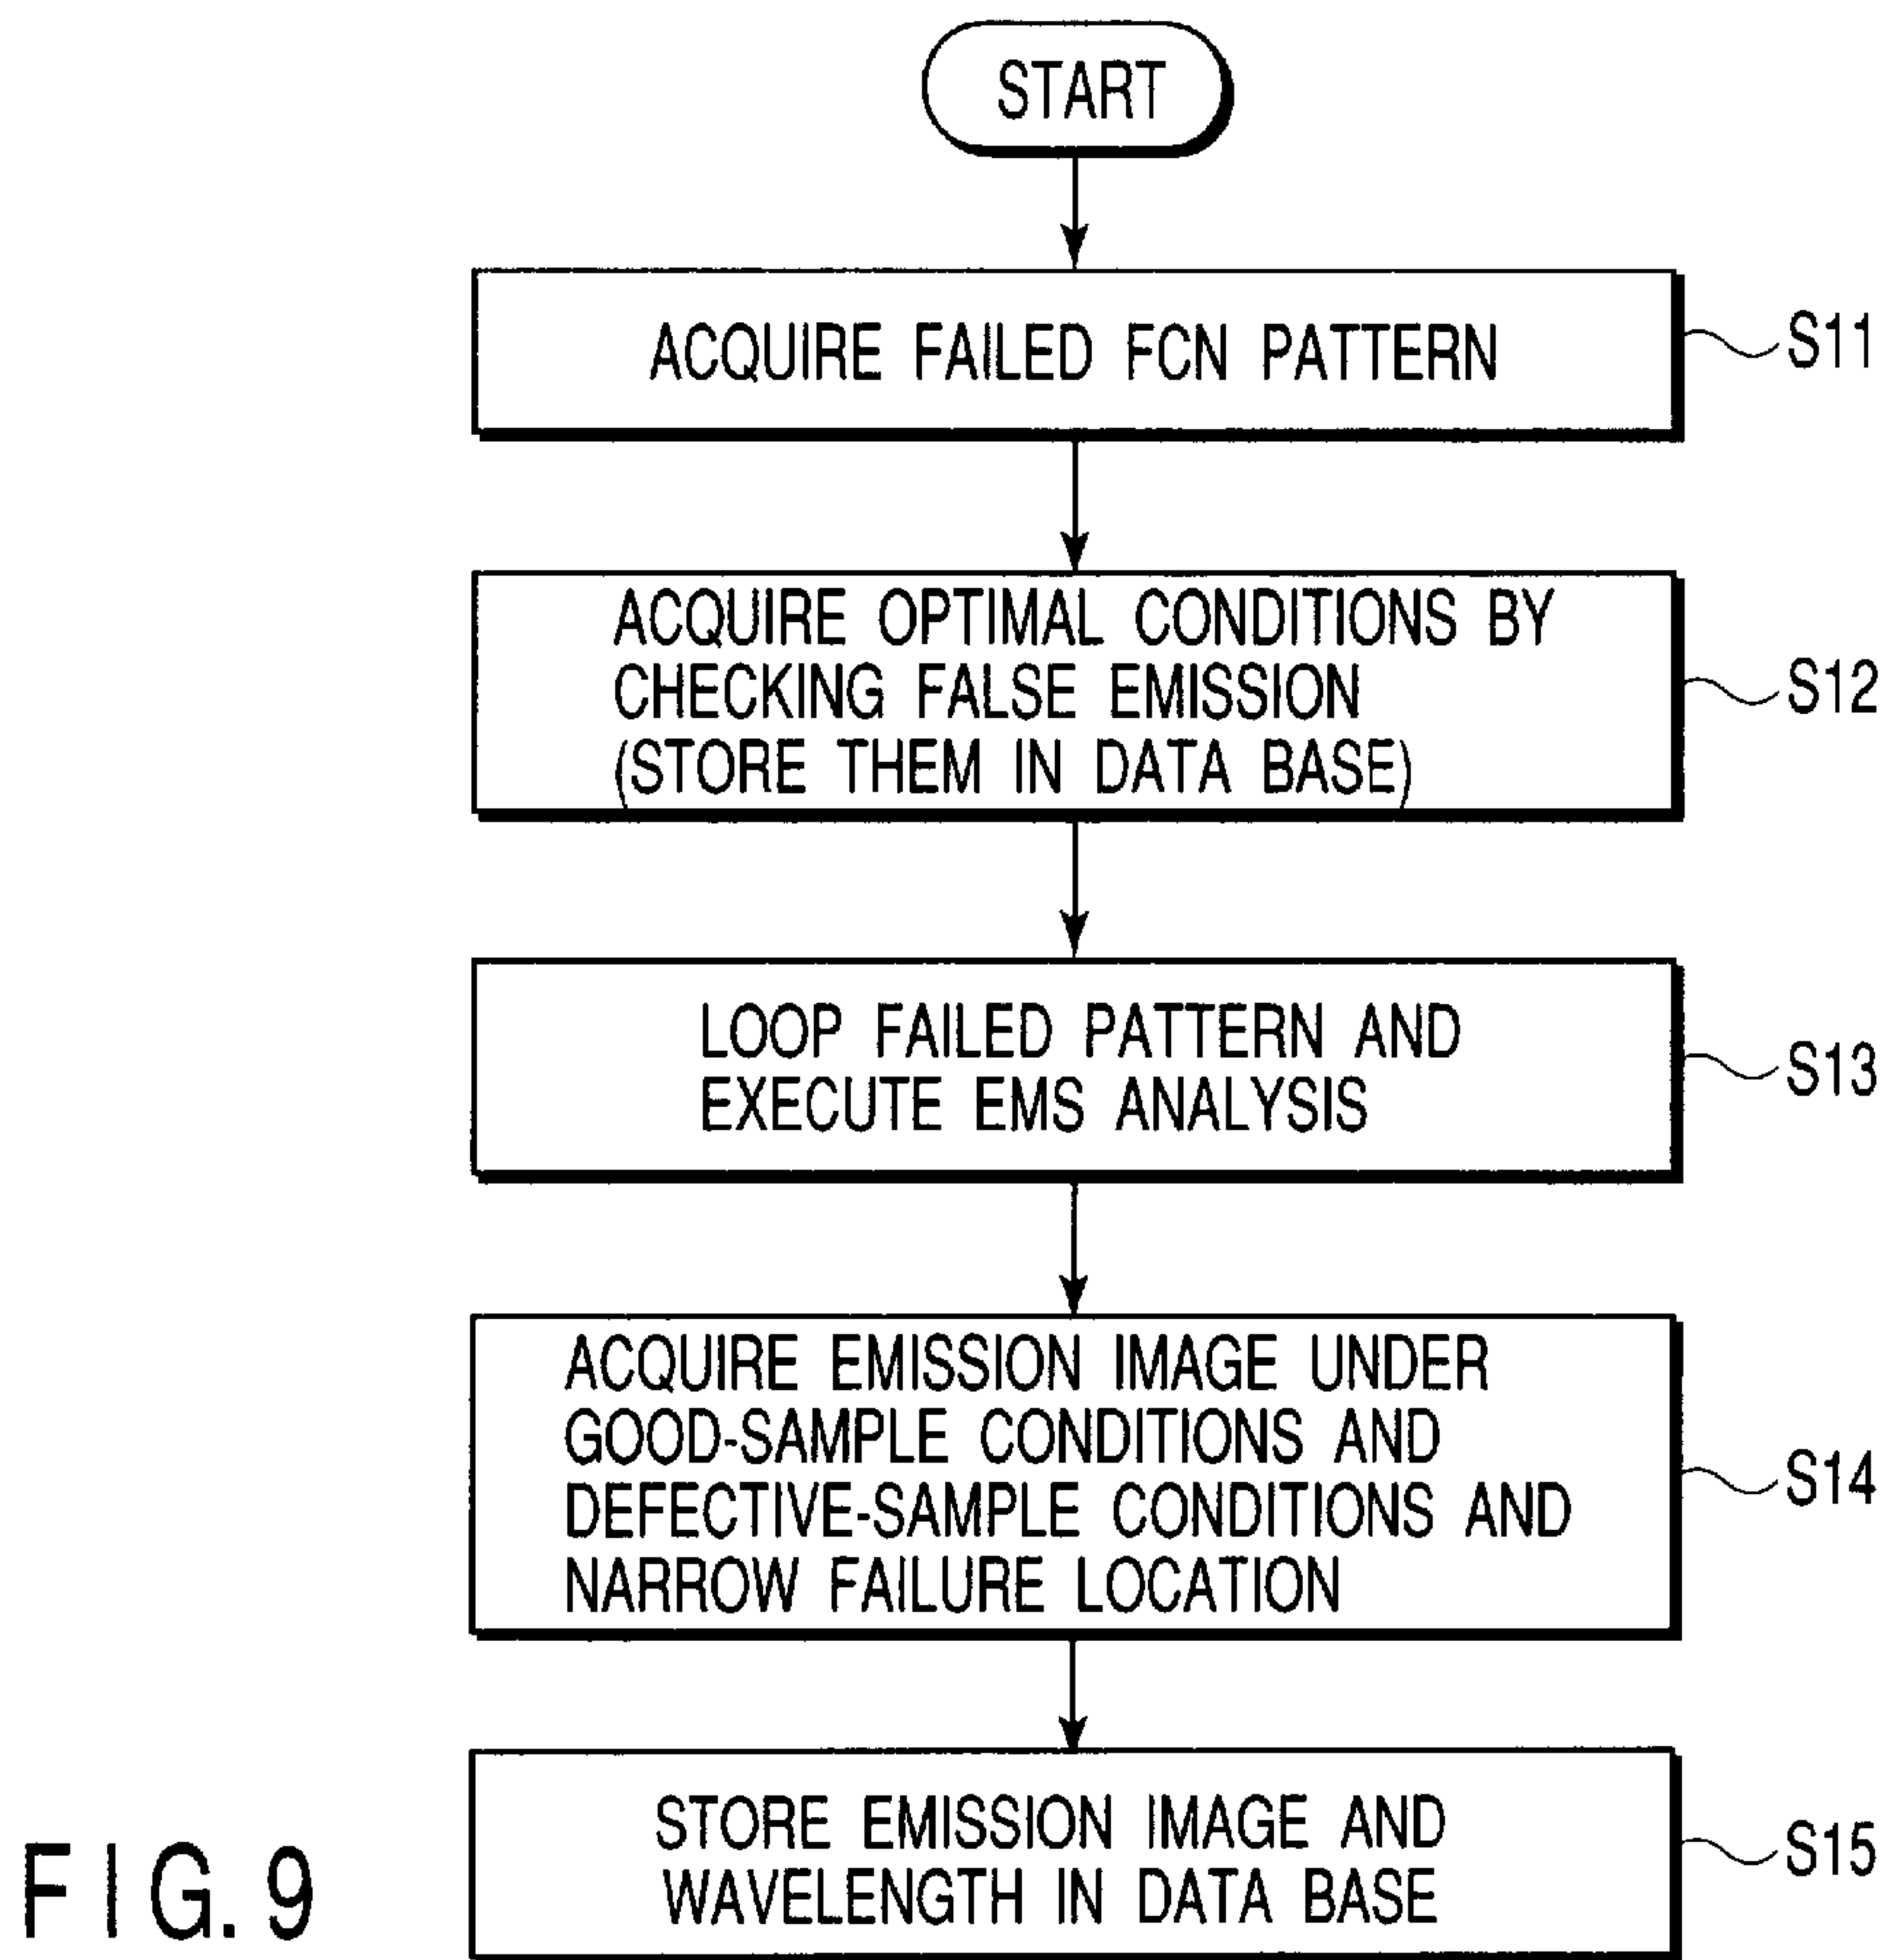 START
ACQUIRE FAILED FCN PATTERN
S11
ACQUIRE OPTIMAL CONDITIONS BY
CHECKING FALSE EMISSION
(STORE THEM IN DATA BASE)
S12
LOOP FAILED PATTERN AND
EXECUTE EMS ANALYSIS
S13
ACQUIRE EMISSION IMAGE UNDER
GOOD-SAMPLE CONDITIONS AND
DEFECTIVE-SAMPLE CONDITIONS AND
NARROW FAILURE LOCATION
S14
STORE EMISSION IMAGE AND
WAVELENGTH IN DATA BASE
S15
FIG. 9